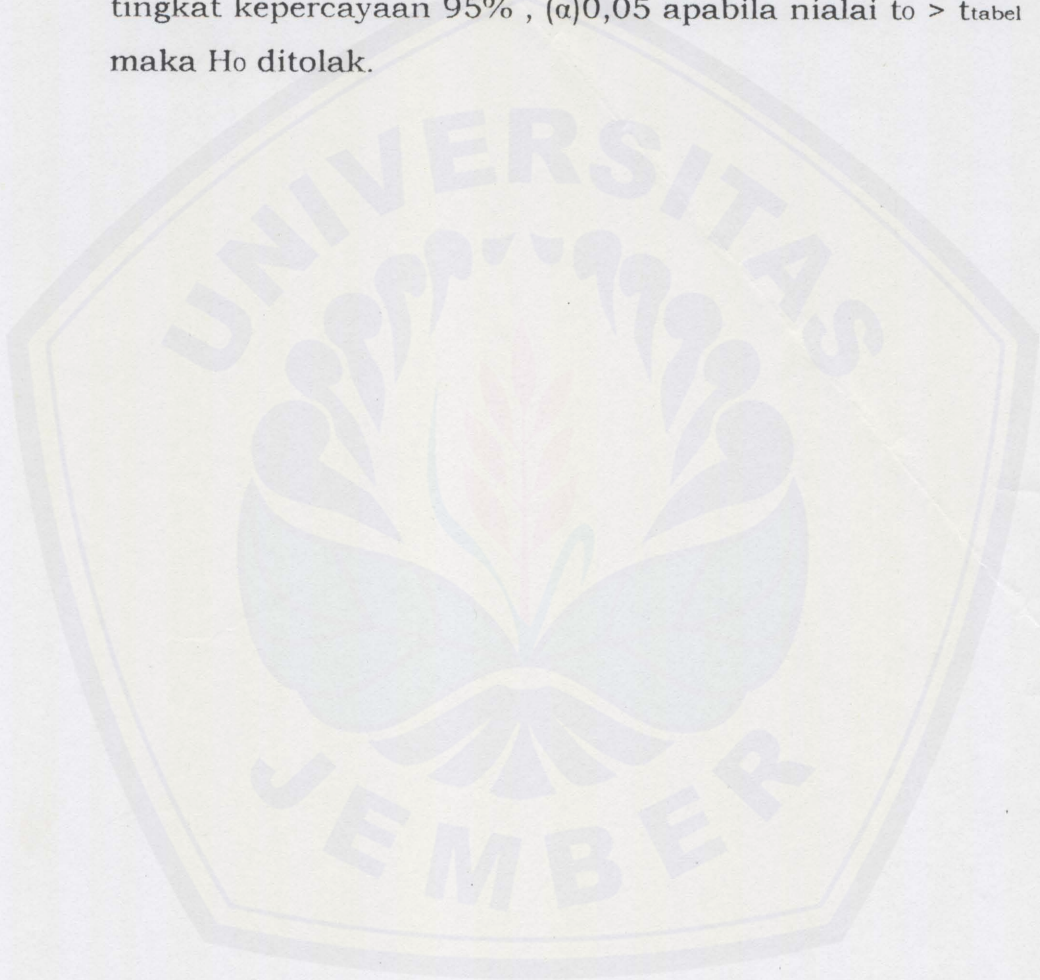 tingkat kepercayaan 95% , (α)0,05 apabila nialai to > ttabel
maka Ho ditolak.
UNIVERSITAS
JEMBER